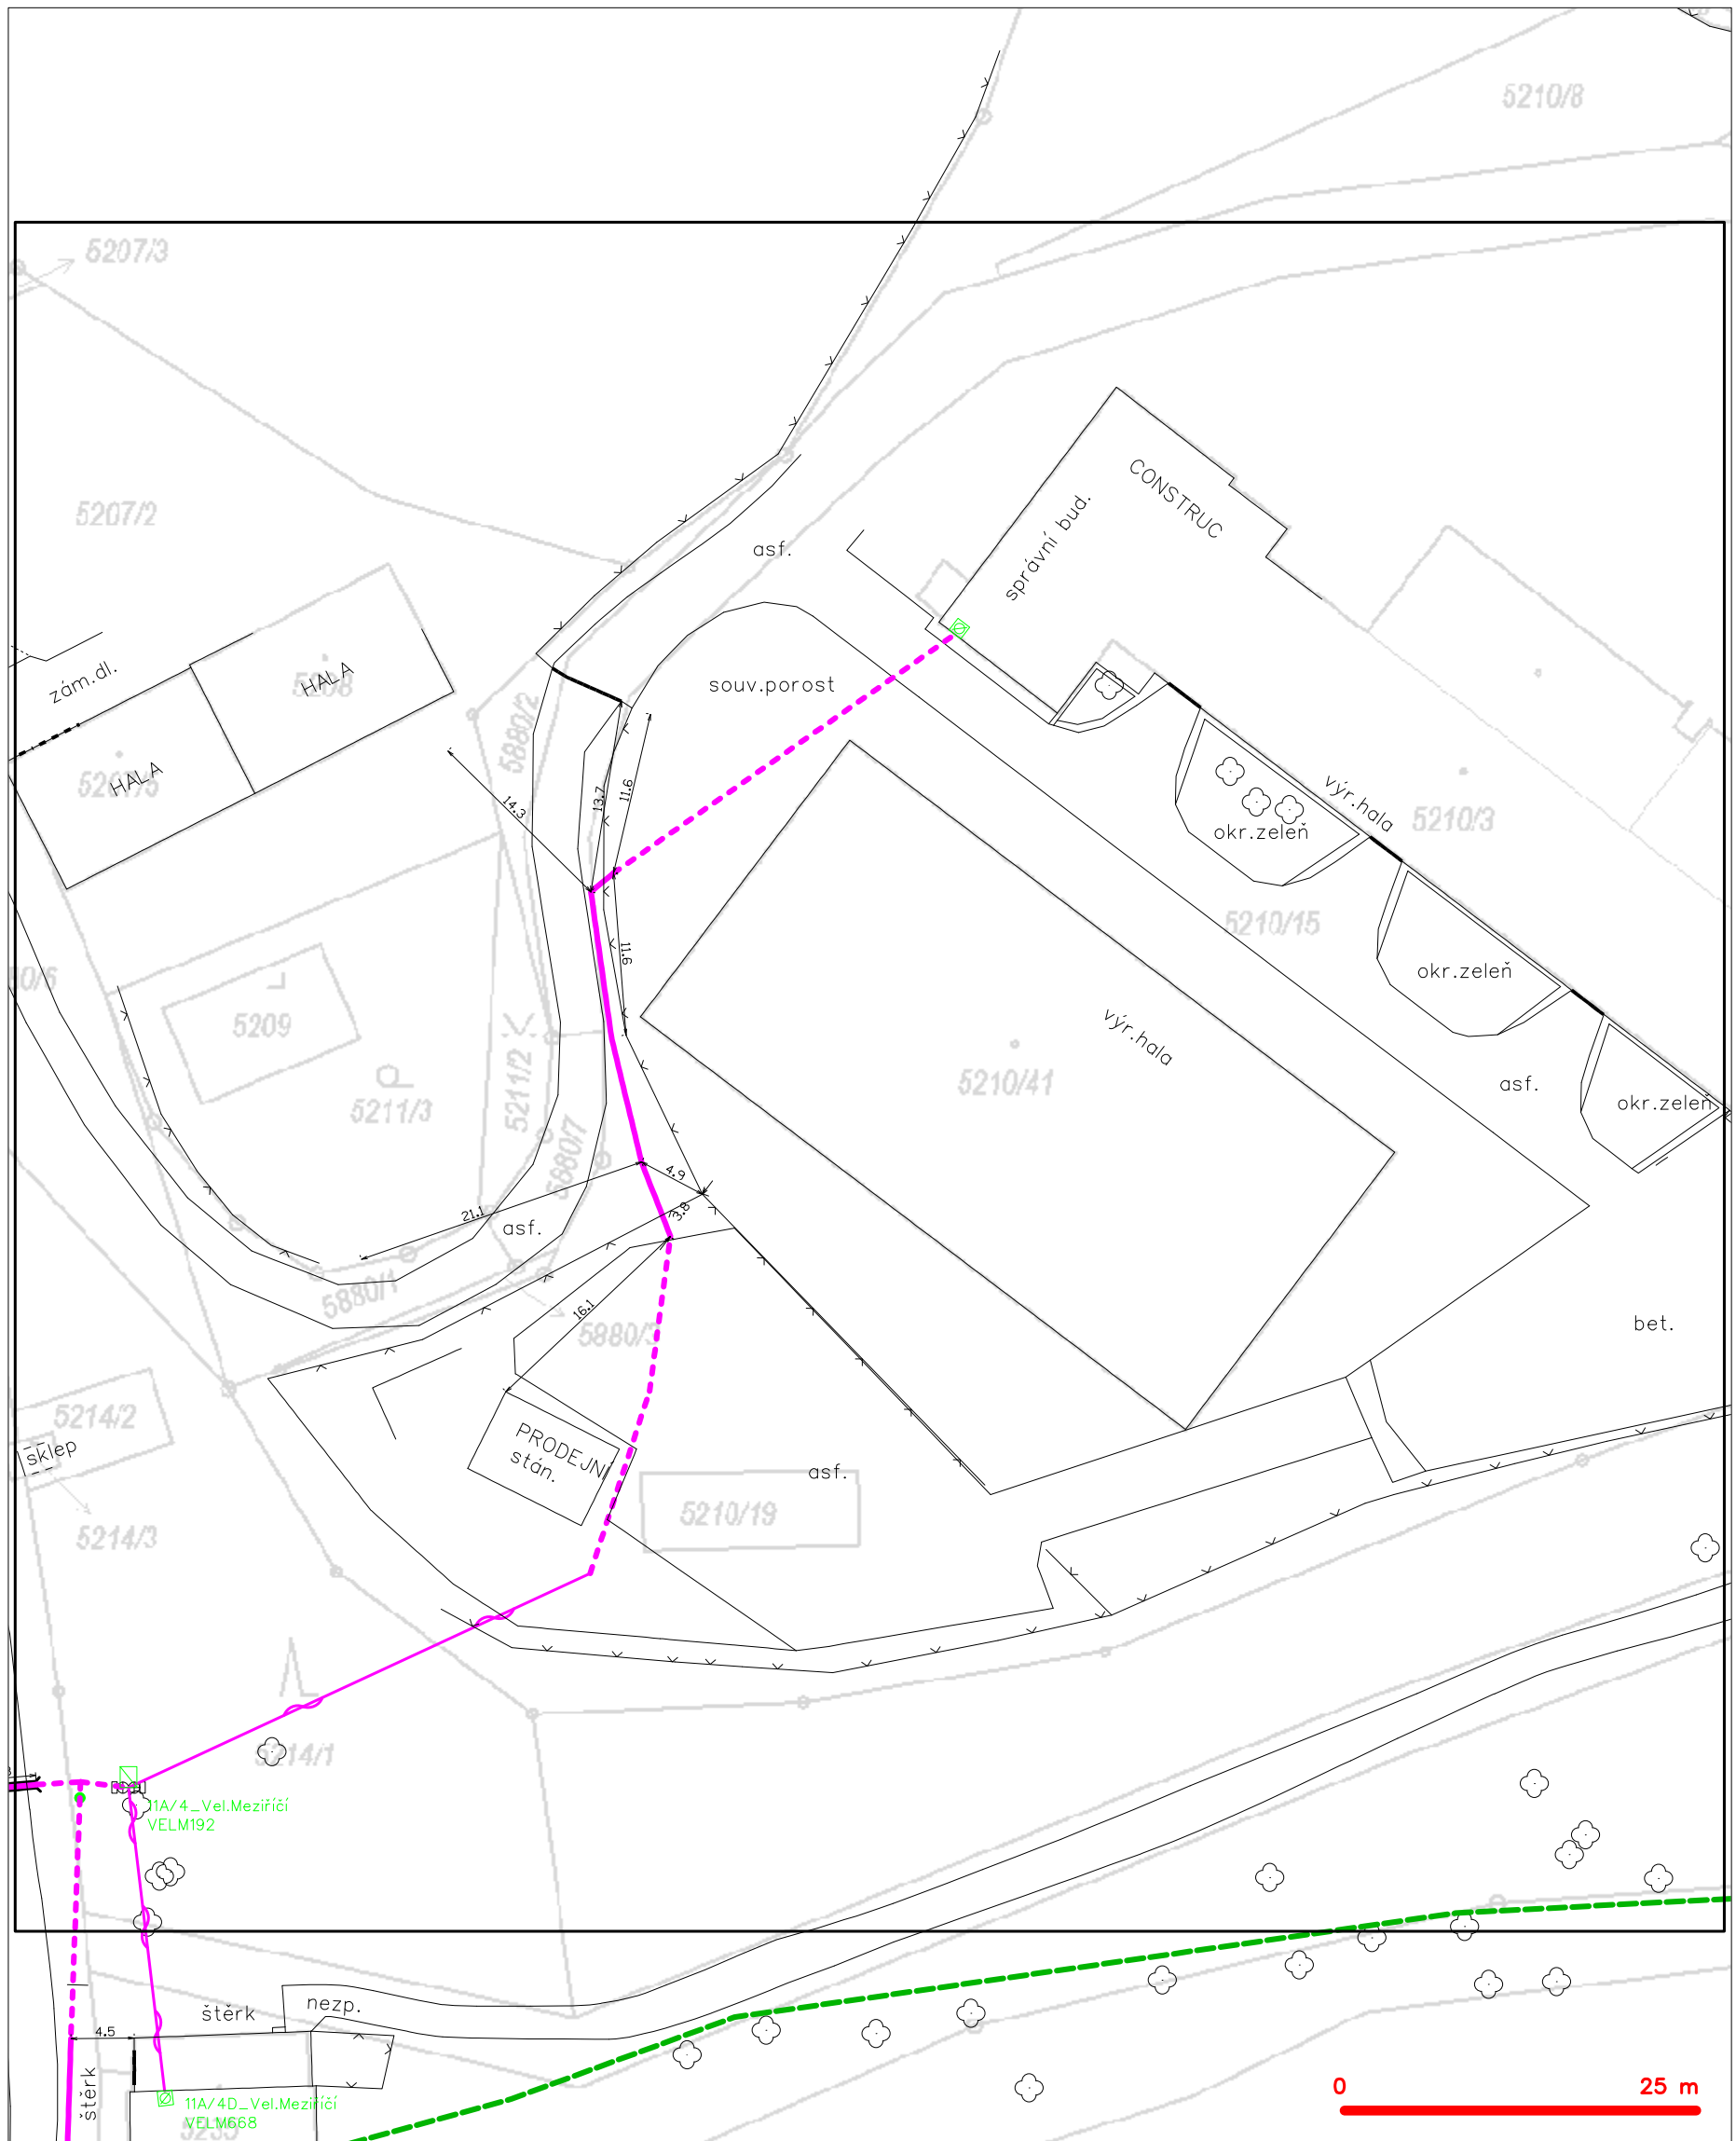 5210/8
5207/3
5207/2
CONSTRUC
správní bud.
asf.
zám.dl.
HALA
5208
souv.porost
5880/2
HALA
14.3
13.7
11.6
výr.hala
okr.zeleň
5210/3
5210/15
11.6
okr.zeleň
5209
výr.hala
5211/2
5211/3
5210/41
asf.
okr.zeleň
5880/7
4.9
3.8
21.1
asf.
5880/1
16.1
5880/3
bet.
5214/2
sklep
PRODEJNÍ
stán.
asf.
5210/19
5214/3
5214/1
11A/4_Vel.Meziříčí
VELM192
štěrk
nezp.
4.5
štěrk
11A/4D_Vel.Meziříčí
VELM668
0
25 m